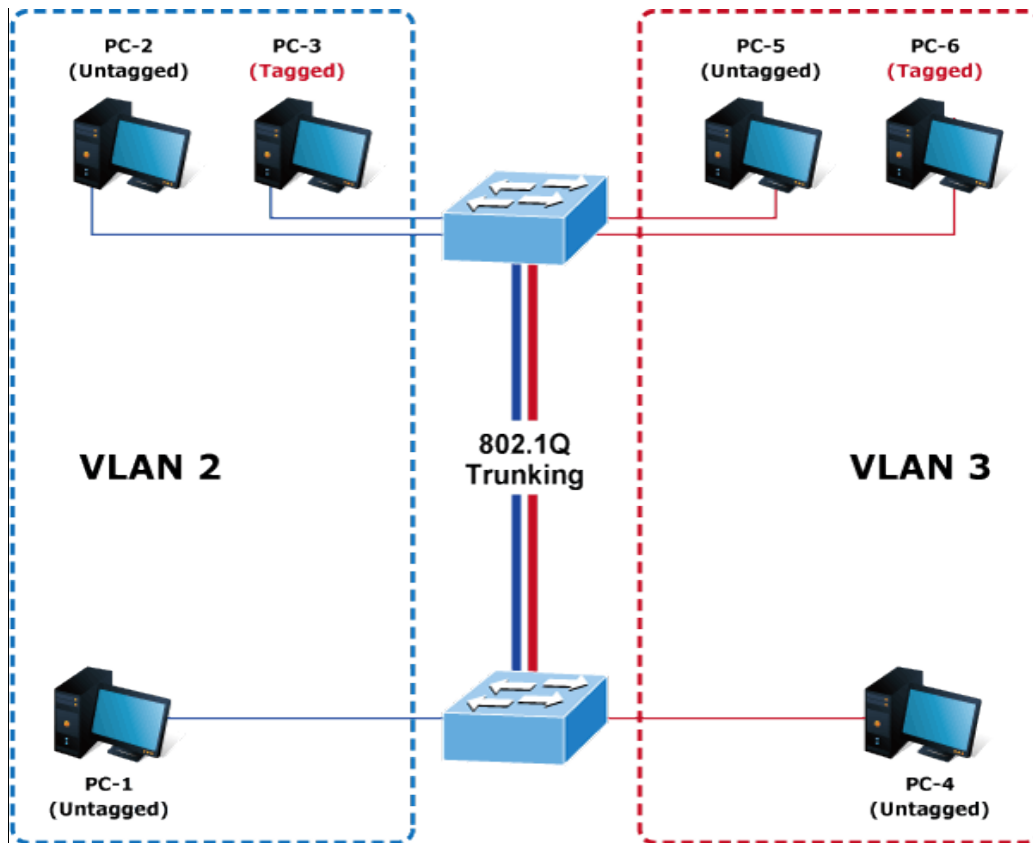 PC-2
(Untagged)
PC-3
(Tagged)
PC-5
(Untagged)
PC-6
(Tagged)
802.1Q
Trunking
VLAN 2
VLAN 3
PC-1
(Untagged)
PC-4
(Untagged)